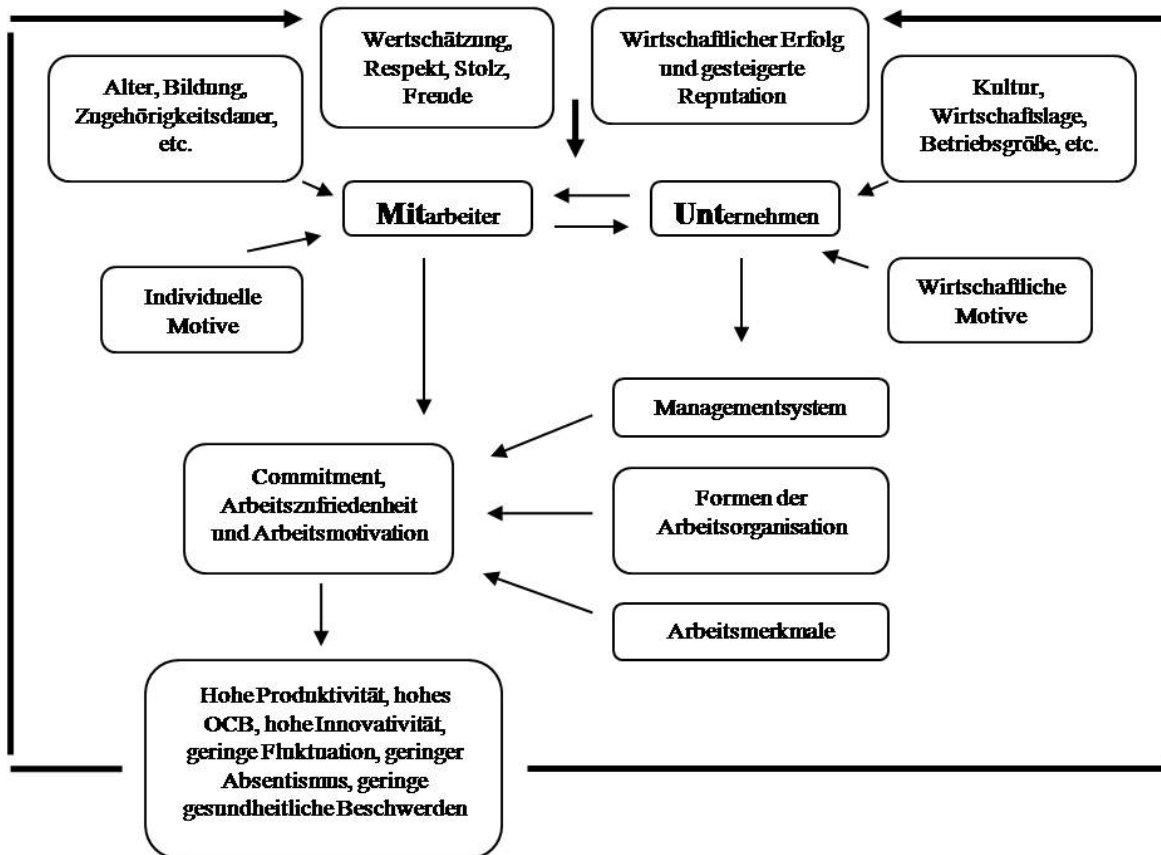 Wertschätzung,
Respekt, Stolz,
Freude
Wirtschaftlicher Erfolg
und gesteigerte
Reputation
Alter, Bildung,
Zugehörigkeitsdauer,
etc.
Kultur,
Wirtschaftslage,
Betriebsgröße, etc.
Mitarbeiter
Unternehmen
Individuelle
Motive
Wirtschaftliche
Motive
Managementsystem
Commitment,
Arbeitszufriedenheit
und Arbeitsmotivation
Formen der
Arbeitsorganisation
Arbeitsmerkmale
Hohe Produktivität, hohes
OCB, hohe Innovativität,
geringe Fluktuation, geringer
Absentismus, geringe
gesundheitliche Beschwerden